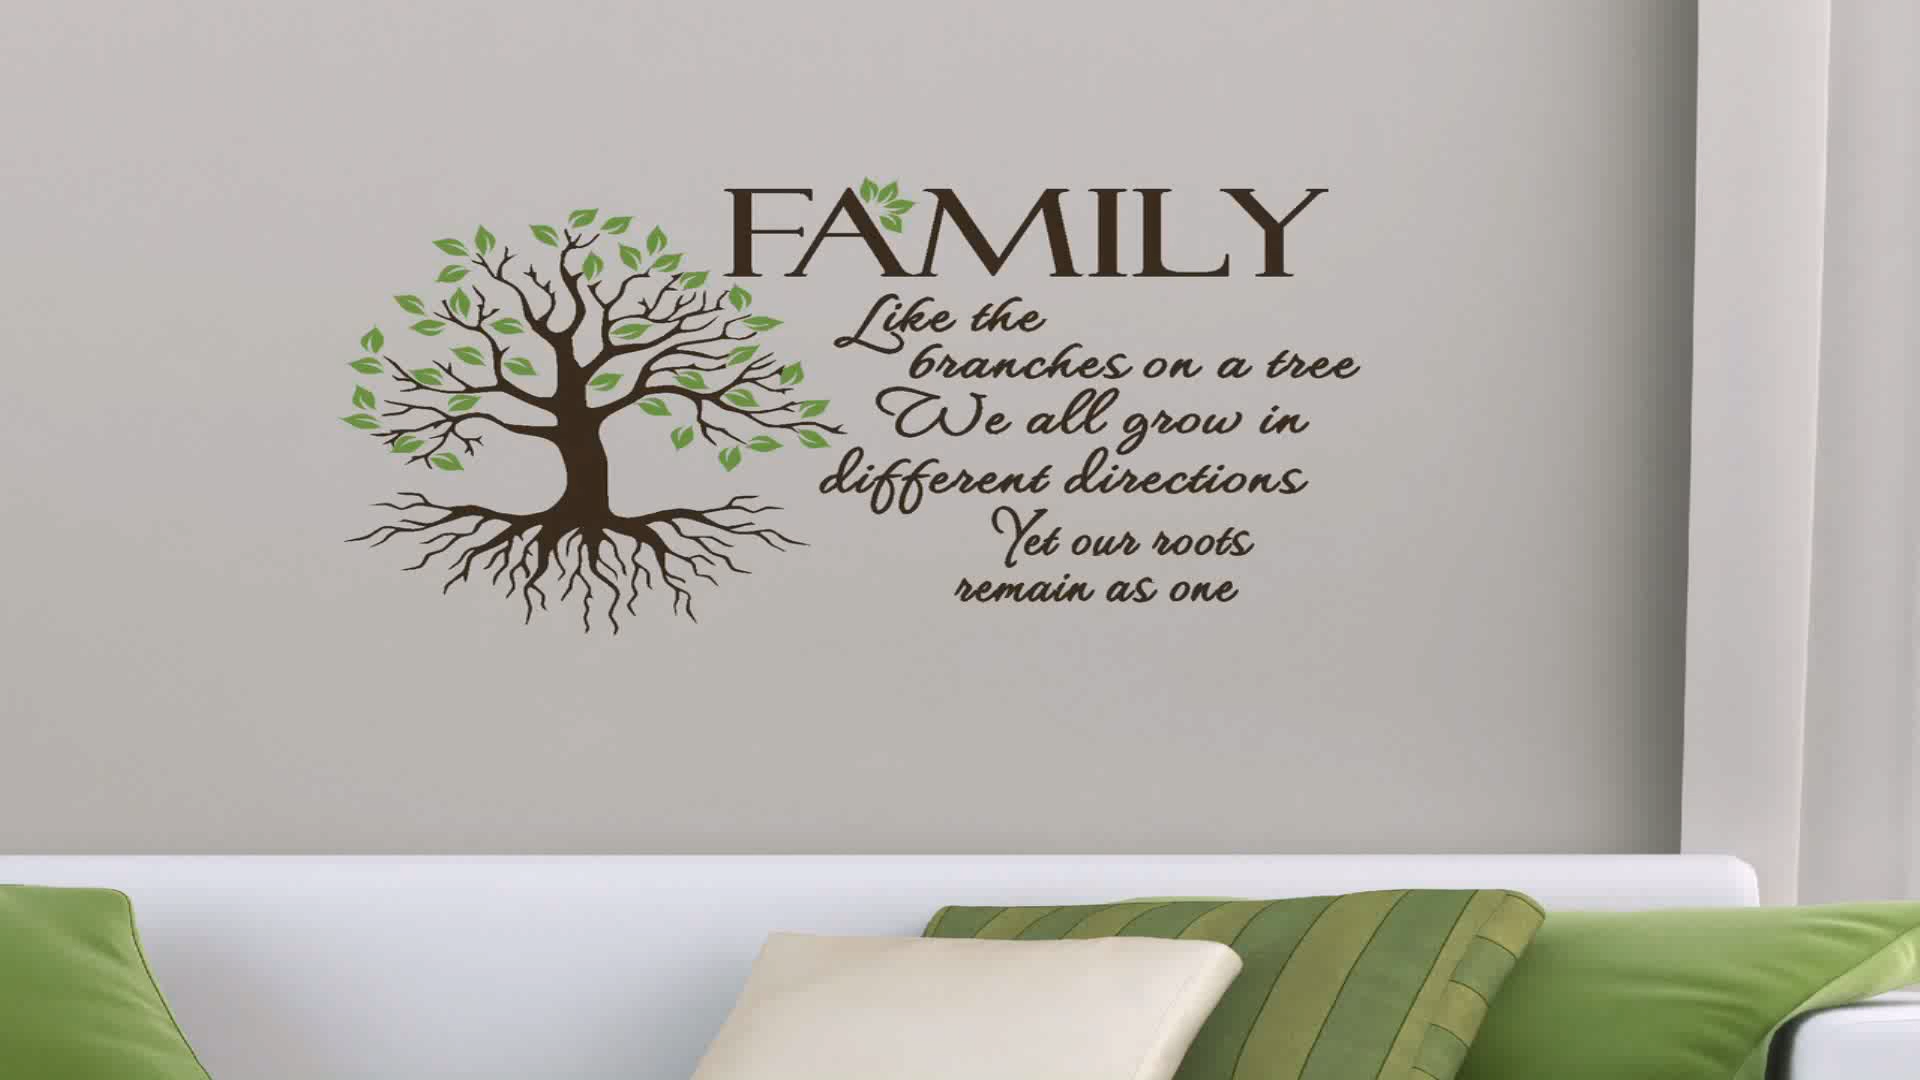 FAMILY
Like the
branches on a tree
We all grow in
different directions
Yet our roots
remain as one